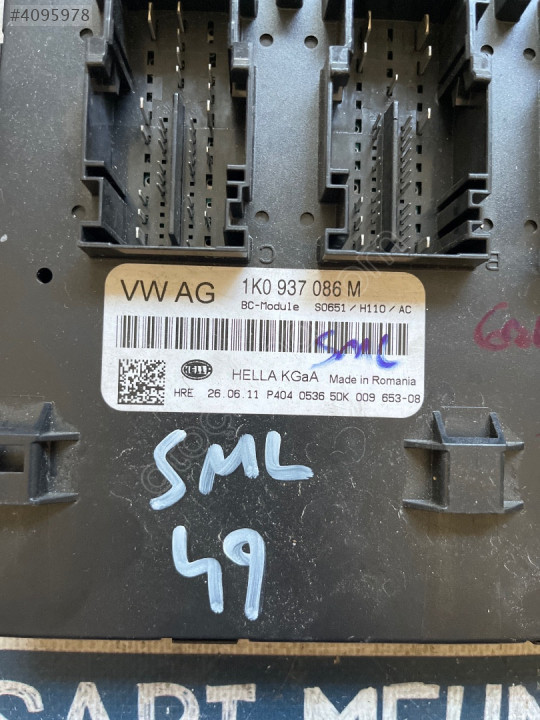 #4095978
C
B
VW AG 1K0 937 086 M
BC-Module S0651 / H110 / AC
SML
HELLA HELLA KGaA Made in Romania
HRE 26.06.11 P404 0536 5DK 009 653-08
SML
49